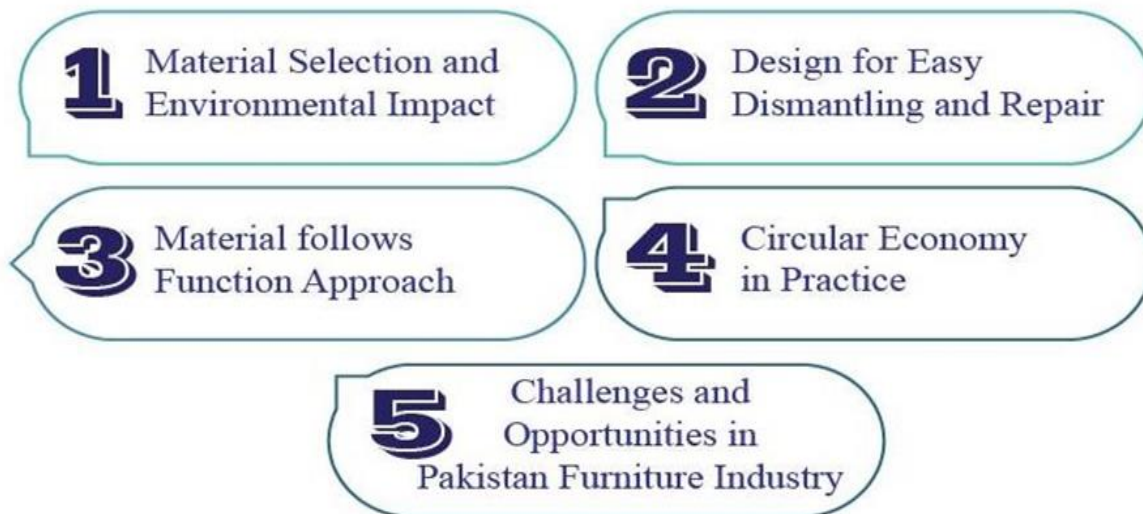 1 Material Selection and
Environmental Impact
2 Design for Easy
Dismantling and Repair
3 Material follows
Function Approach
4 Circular Economy
in Practice
5 Challenges and
Opportunities in
Pakistan Furniture Industry